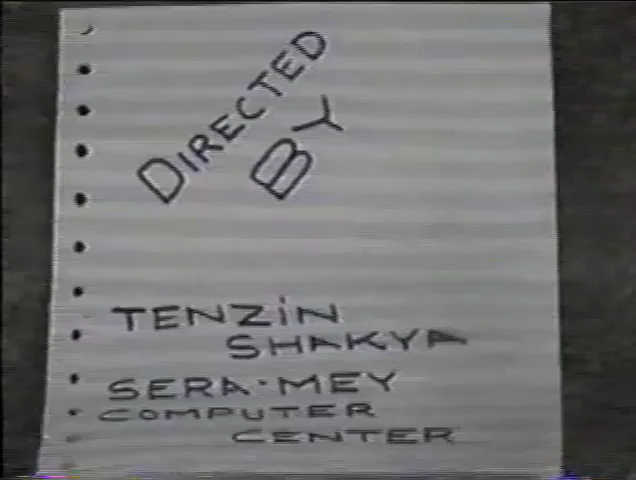 DIRECTED
BY
TENZiN
SHAKYA
SERA·MEY
COMPUTER
CENTER